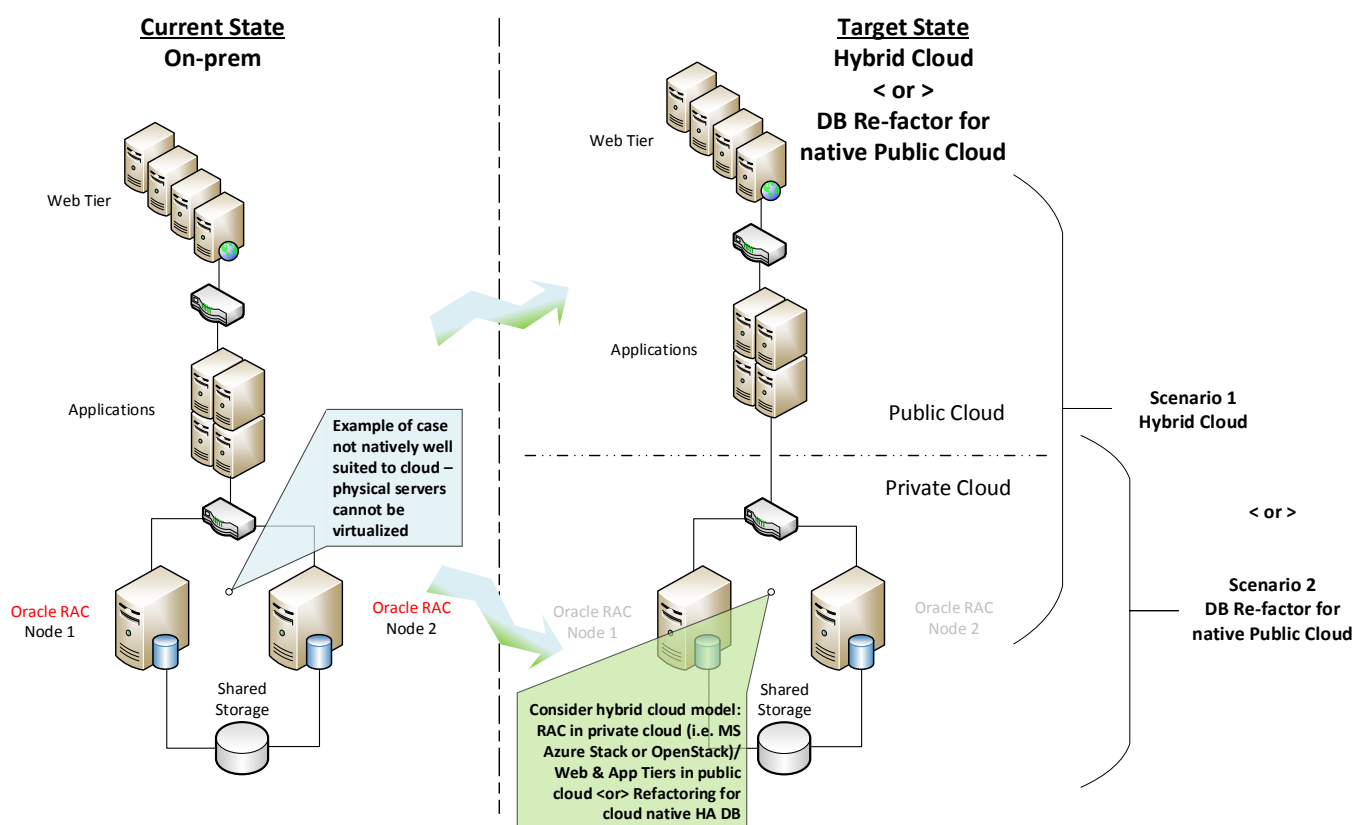 Current State
On-prem
Web Tier
Applications
Example of case
not natively well
suited to cloud –
physical servers
cannot be
virtualized
Oracle RAC
Node 1
Oracle RAC
Node 2
Shared
Storage
Target State
Hybrid Cloud
< or >
DB Re-factor for
native Public Cloud
Web Tier
Applications
Public Cloud
Private Cloud
Oracle RAC
Node 1
Oracle RAC
Node 2
Shared
Storage
Consider hybrid cloud model:
RAC in private cloud (i.e. MS
Azure Stack or OpenStack)/
Web & App Tiers in public
cloud <or> Refactoring for
cloud native HA DB
Scenario 1
Hybrid Cloud
< or >
Scenario 2
DB Re-factor for
native Public Cloud